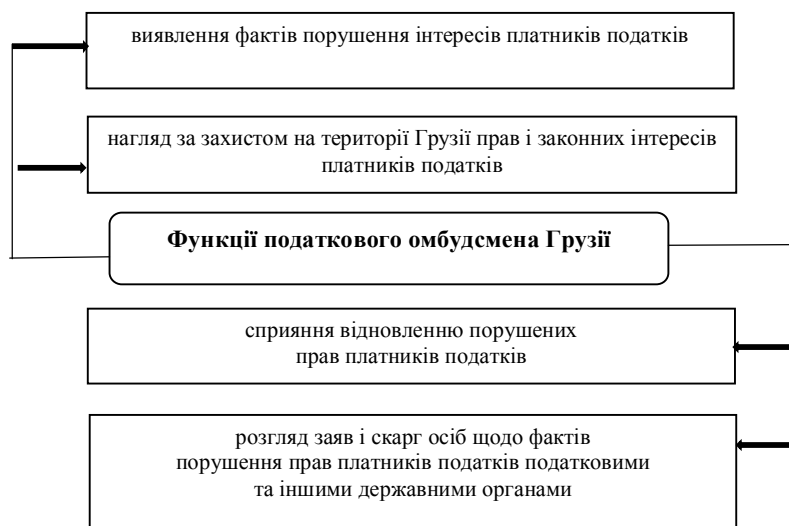 виявлення фактів порушення інтересів платників податків
нагляд за захистом на території Грузії прав і законних інтересів
платників податків
Функції податкового омбудсмена Грузії
сприяння відновленню порушених
прав платників податків
розгляд заяв і скарг осіб щодо фактів
порушення прав платників податків податковими
та іншими державними органами